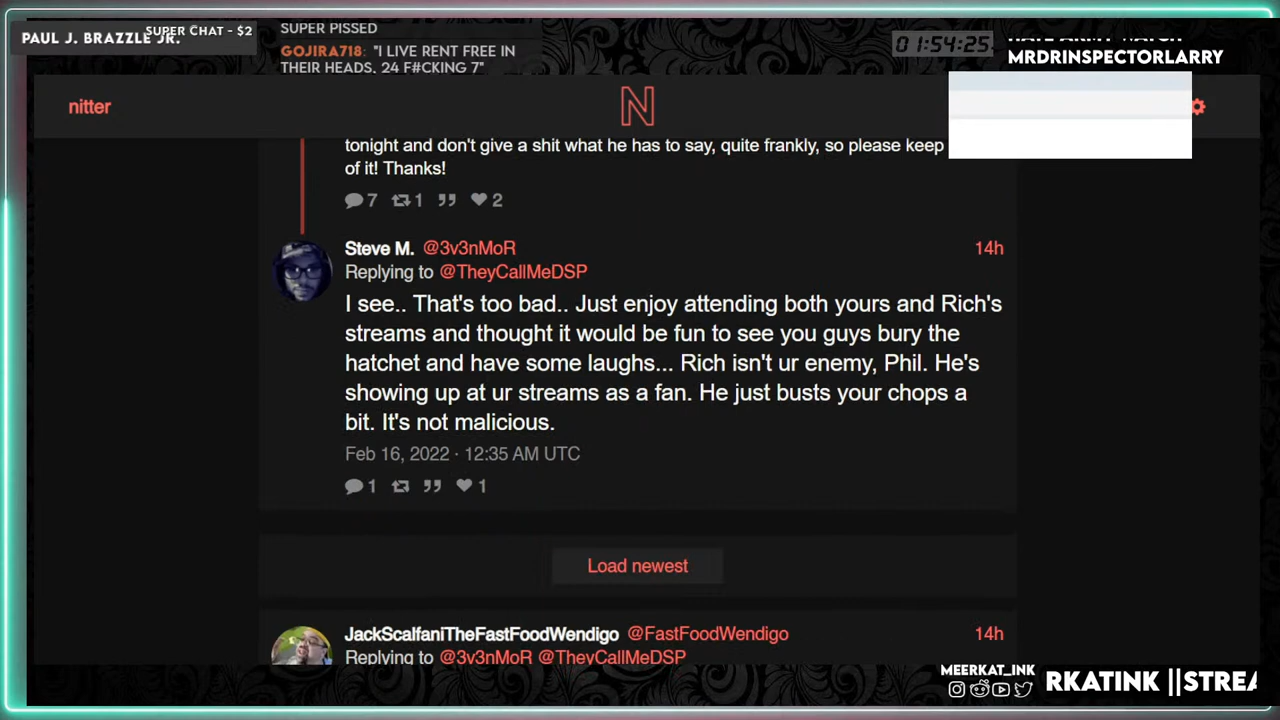 PAUL J. BRAZZLE JR.
SUPER CHAT - $2
SUPER PISSED
GOJIRA718: "I LIVE RENT FREE IN
THEIR HEADS, 24 F#CKING 7"
01:54:25
MRDRINSPECTORLARRY
nitter
N
tonight and don't give a shit what he has to say, quite frankly, so please keep
of it! Thanks!
7 1 2
Steve M. @3v3nMoR 14h
Replying to @TheyCallMeDSP
I see.. That's too bad.. Just enjoy attending both yours and Rich's
streams and thought it would be fun to see you guys bury the
hatchet and have some laughs... Rich isn't ur enemy, Phil. He's
showing up at ur streams as a fan. He just busts your chops a
bit. It's not malicious.
Feb 16, 2022 · 12:35 AM UTC
1 1
Load newest
JackScalfaniTheFastFoodWendigo @FastFoodWendigo 14h
Replying to @3v3nMoR @TheyCallMeDSP
MEERKAT_INK
RKATINK ||STREA